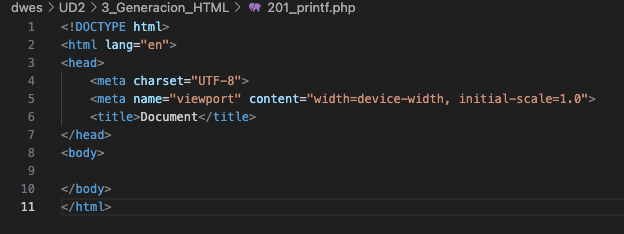 dwes > UD2 > 3_Generacion_HTML > 201_printf.php
1 <!DOCTYPE html>
2 <html lang="en">
3 <head>
4     <meta charset="UTF-8">
5     <meta name="viewport" content="width=device-width, initial-scale=1.0">
6     <title>Document</title>
7 </head>
8 <body>
9
10 </body>
11 </html>